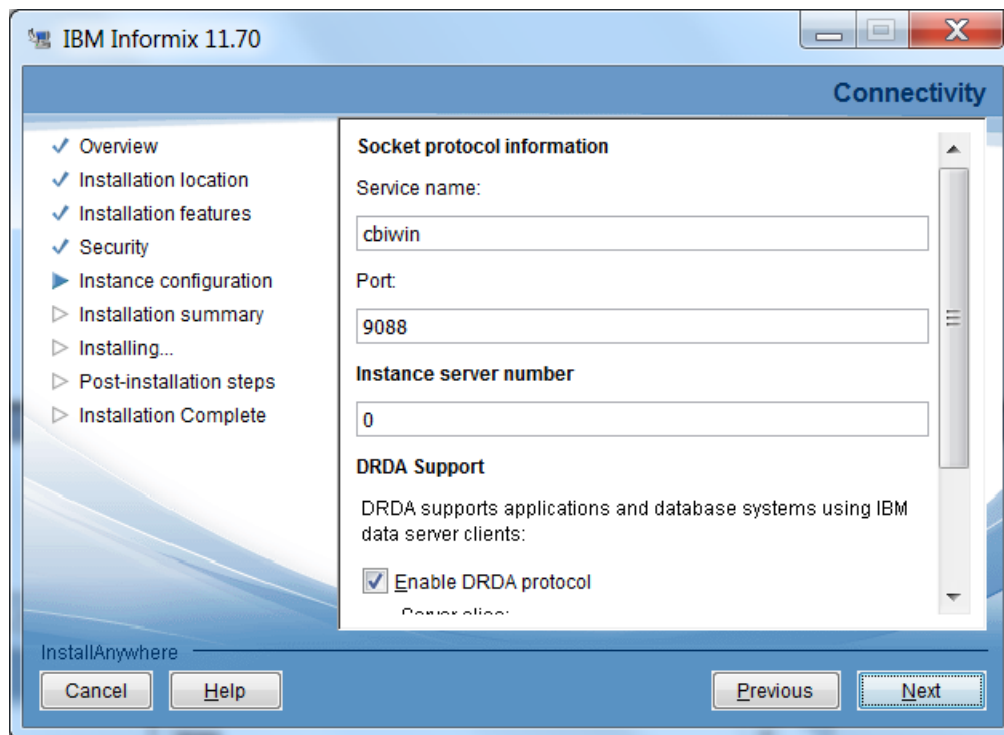 IBM Informix 11.70
Connectivity
Overview
Installation location
Installation features
Security
Instance configuration
Installation summary
Installing...
Post-installation steps
Installation Complete
Socket protocol information
Service name:
cbiwin
Port:
9088
Instance server number
0
DRDA Support
DRDA supports applications and database systems using IBM
data server clients:
Enable DRDA protocol
InstallAnywhere
Cancel
Help
Previous
Next